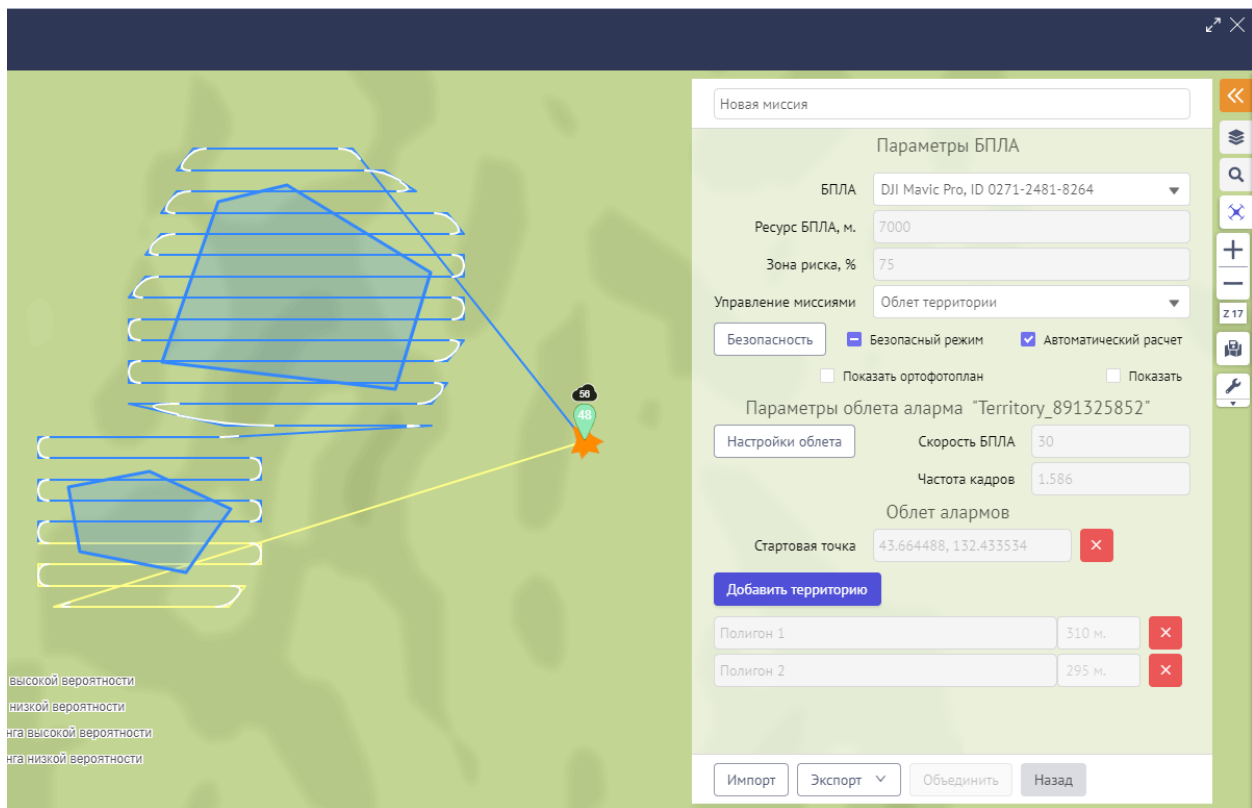 Новая миссия
Параметры БПЛА
БПЛА DJI Mavic Pro, ID 0271-2481-8264
Ресурс БПЛА, м. 7000
Зона риска, % 75
Управление миссиями Облет территории
Z 17
Безопасность Безопасный режим Автоматический расчет
Показать ортофотоплан Показать
56
48
Параметры облета аларма "Territory_891325852"
Настройки облета Скорость БПЛА 30
Частота кадров 1.586
Облет алармов
Стартовая точка 43.664488, 132.433534
Добавить территорию
Полигон 1 310 м.
Полигон 2 295 м.
высокой вероятности
низкой вероятности
нга высокой вероятности
нга низкой вероятности
Импорт Экспорт Объединить Назад